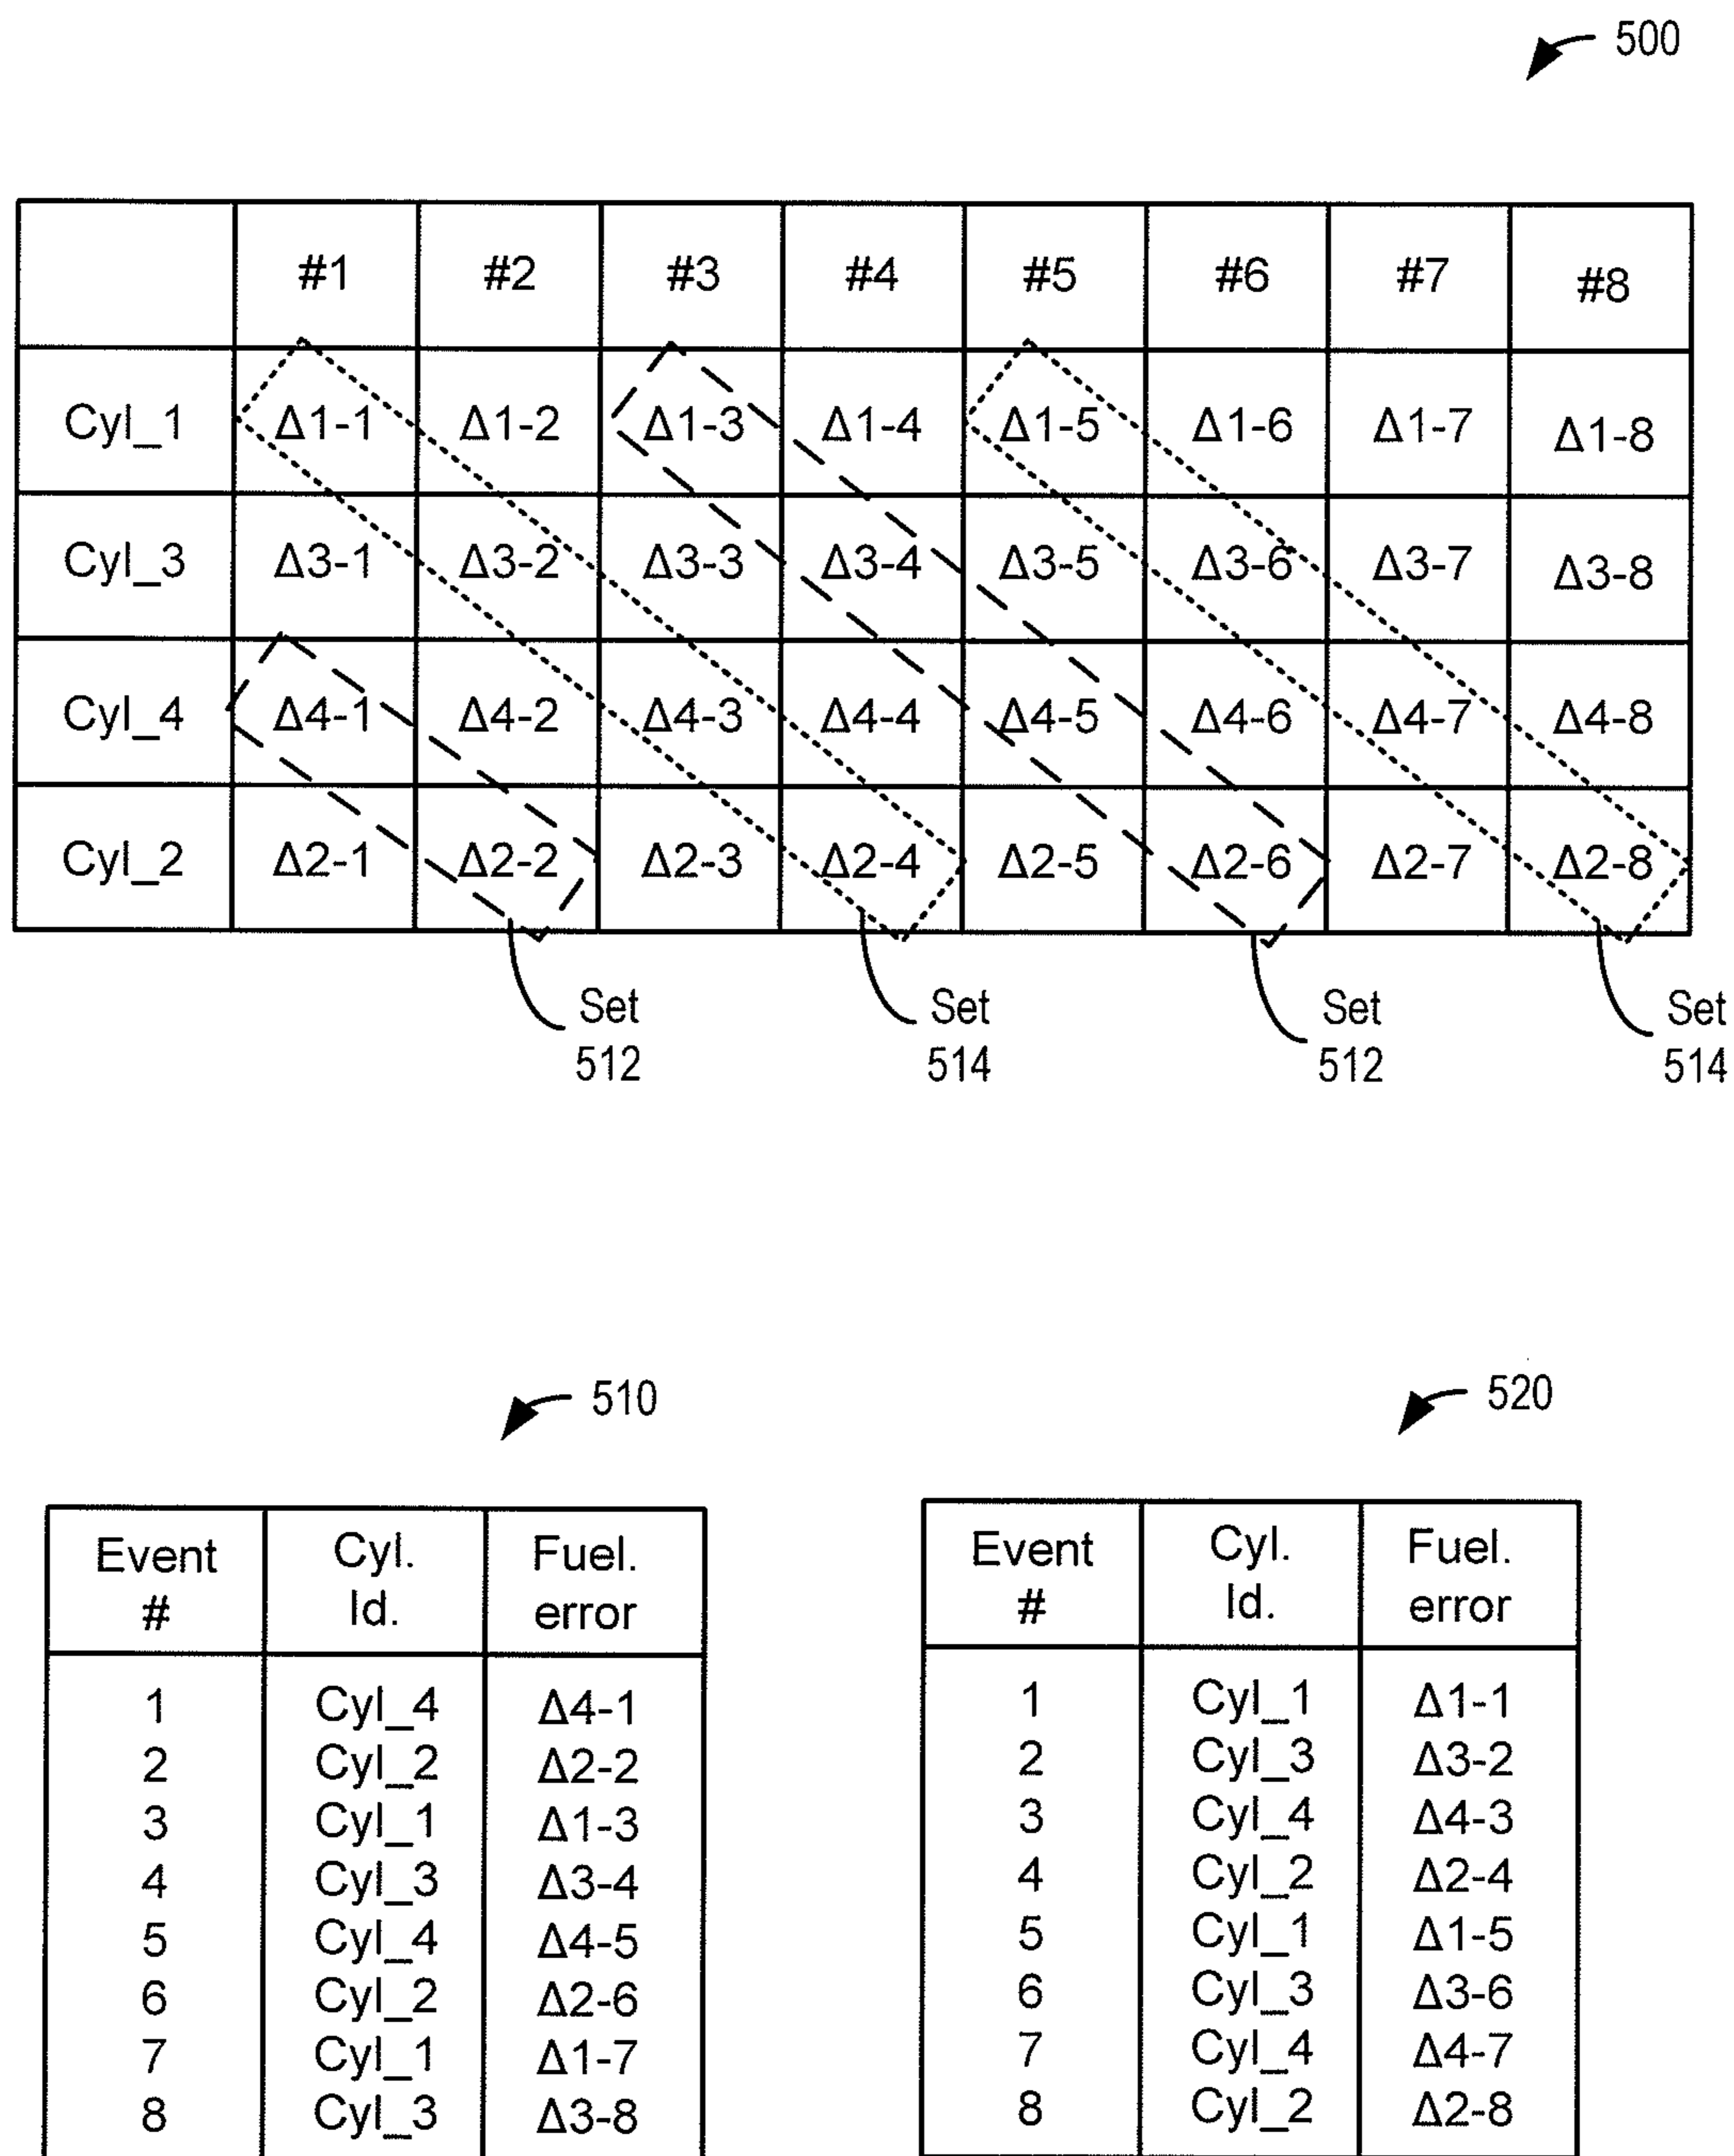 500
#1 #2 #3 #4 #5 #6 #7 #8
Cyl_1 Δ1-1 Δ1-2 Δ1-3 Δ1-4 Δ1-5 Δ1-6 Δ1-7 Δ1-8
Cyl_3 Δ3-1 Δ3-2 Δ3-3 Δ3-4 Δ3-5 Δ3-6 Δ3-7 Δ3-8
Cyl_4 Δ4-1 Δ4-2 Δ4-3 Δ4-4 Δ4-5 Δ4-6 Δ4-7 Δ4-8
Cyl_2 Δ2-1 Δ2-2 Δ2-3 Δ2-4 Δ2-5 Δ2-6 Δ2-7 Δ2-8
Set Set Set Set
512 514 512 514
510
Event Cyl. Fuel.
# Id. error
1 Cyl_4 Δ4-1
2 Cyl_2 Δ2-2
3 Cyl_1 Δ1-3
4 Cyl_3 Δ3-4
5 Cyl_4 Δ4-5
6 Cyl_2 Δ2-6
7 Cyl_1 Δ1-7
8 Cyl_3 Δ3-8
520
Event Cyl. Fuel.
# Id. error
1 Cyl_1 Δ1-1
2 Cyl_3 Δ3-2
3 Cyl_4 Δ4-3
4 Cyl_2 Δ2-4
5 Cyl_1 Δ1-5
6 Cyl_3 Δ3-6
7 Cyl_4 Δ4-7
8 Cyl_2 Δ2-8